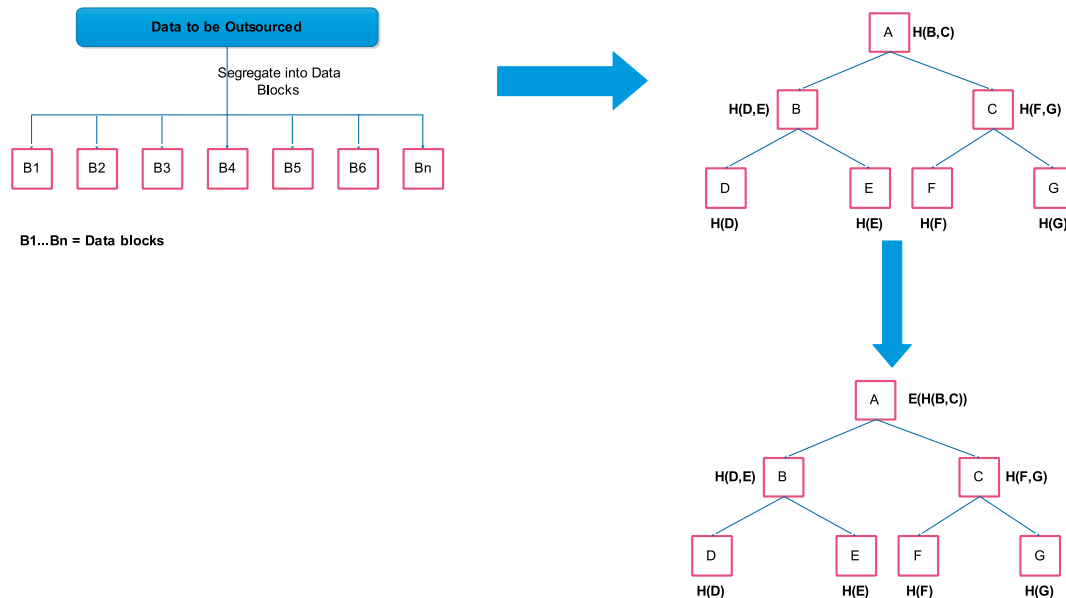 Data to be Outsourced
Segregate into Data
Blocks
B1 B2 B3 B4 B5 B6 Bn
B1...Bn = Data blocks
A H(B,C)
H(D,E) B C H(F,G)
D E F G
H(D) H(E) H(F) H(G)
A E(H(B,C))
H(D,E) B C H(F,G)
D E F G
H(D) H(E) H(F) H(G)